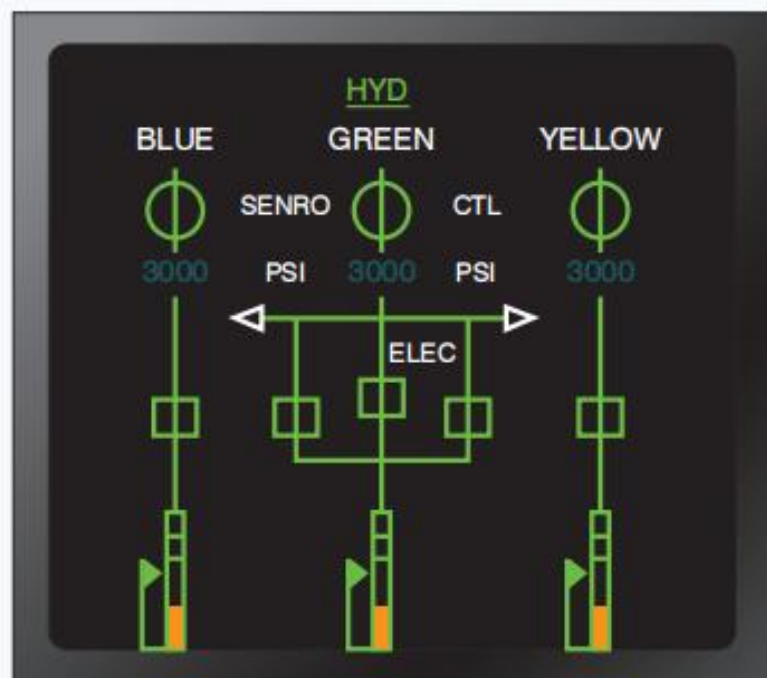 HYD
BLUE GREEN YELLOW
SENRO CTL
3000 PSI 3000 PSI 3000
ELEC